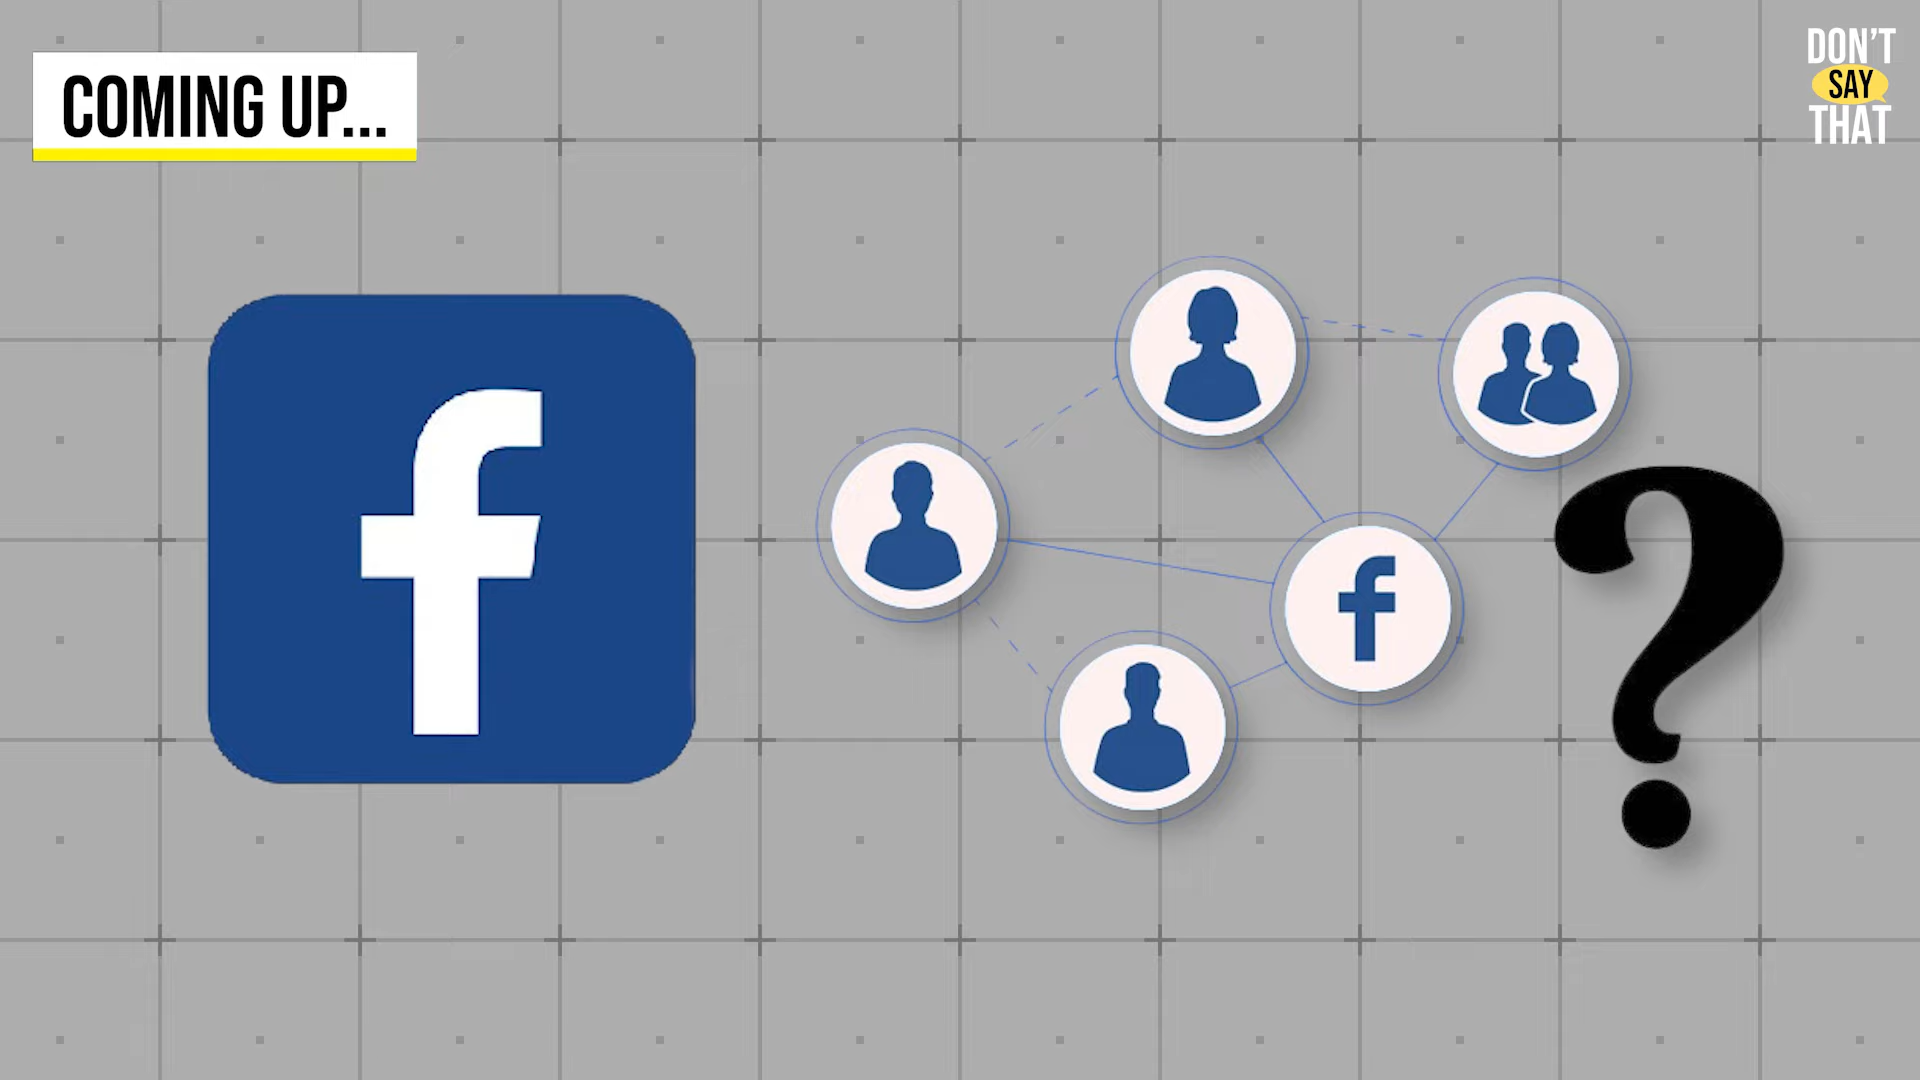 COMING UP...
DON'T
SAY
THAT
f
f
?